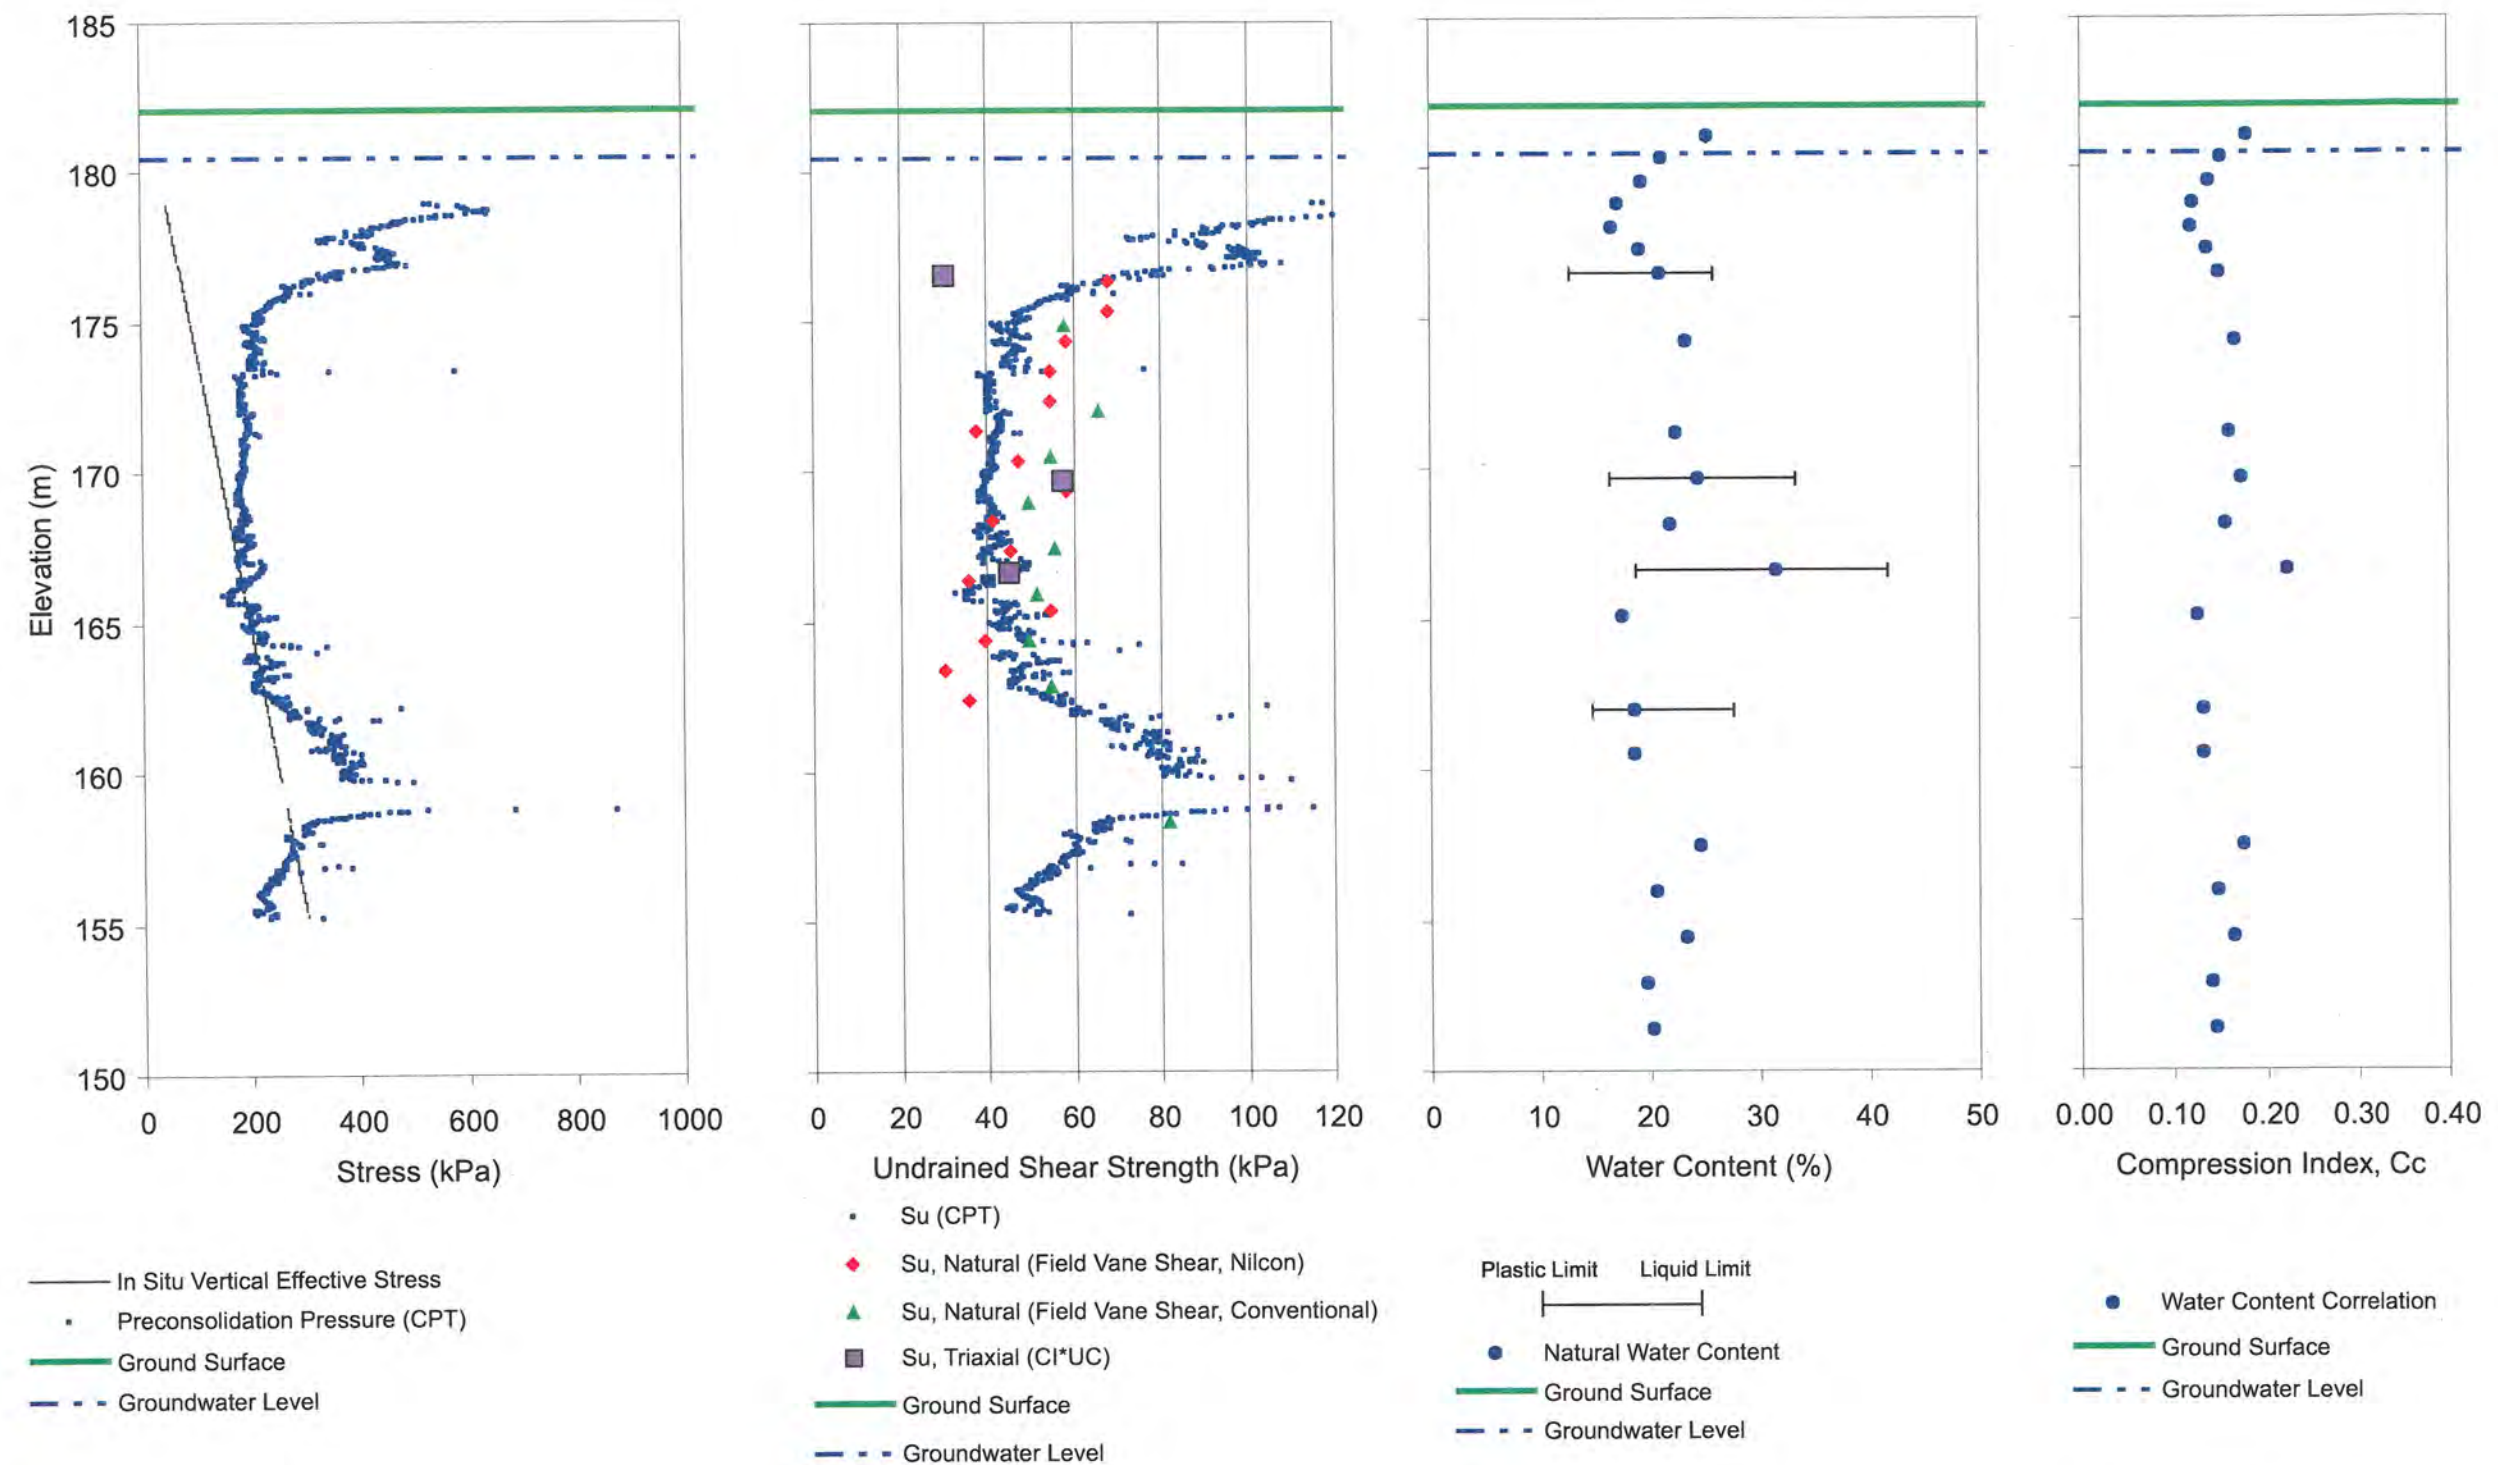 185
180
175
170
165
160
155
150
Elevation (m)
0 200 400 600 800 1000
Stress (kPa)
In Situ Vertical Effective Stress
Preconsolidation Pressure (CPT)
Ground Surface
Groundwater Level
0 20 40 60 80 100 120
Undrained Shear Strength (kPa)
Su (CPT)
Su, Natural (Field Vane Shear, Nilcon)
Su, Natural (Field Vane Shear, Conventional)
Su, Triaxial (CI*UC)
Ground Surface
Groundwater Level
0 10 20 30 40 50
Water Content (%)
Plastic Limit Liquid Limit
Natural Water Content
Ground Surface
Groundwater Level
0.00 0.10 0.20 0.30 0.40
Compression Index, Cc
Water Content Correlation
Ground Surface
Groundwater Level